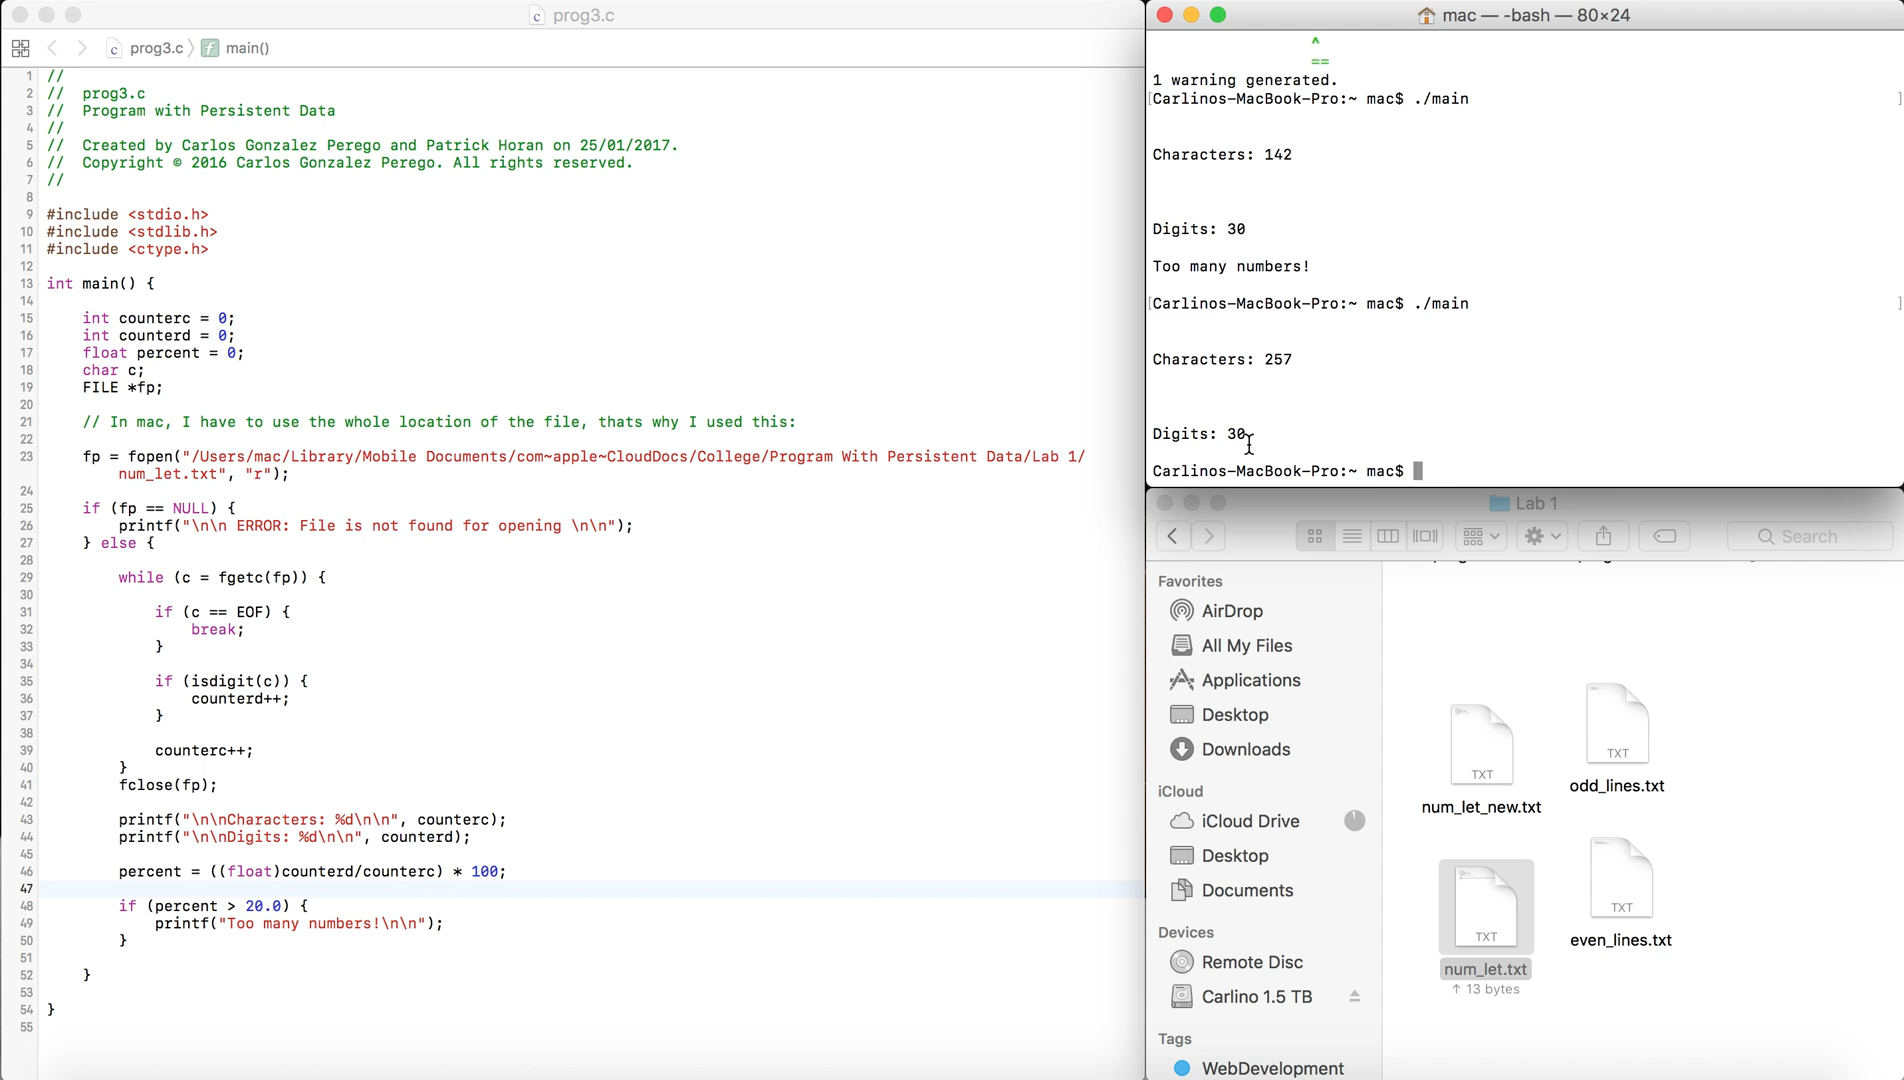 prog3.c
prog3.c
main()
1 //
2 // prog3.c
3 // Program with Persistent Data
4 //
5 // Created by Carlos Gonzalez Perego and Patrick Horan on 25/01/2017.
6 // Copyright © 2016 Carlos Gonzalez Perego. All rights reserved.
7 //
8
9 #include <stdio.h>
10 #include <stdlib.h>
11 #include <ctype.h>
12
13 int main() {
14
15 int counterc = 0;
16 int counterd = 0;
17 float percent = 0;
18 char c;
19 FILE *fp;
20
21 // In mac, I have to use the whole location of the file, thats why I used this:
22
23 fp = fopen("/Users/mac/Library/Mobile Documents/com~apple~CloudDocs/College/Program With Persistent Data/Lab 1/
num_let.txt", "r");
24
25 if (fp == NULL) {
26 printf("\n\n ERROR: File is not found for opening \n\n");
27 } else {
28
29 while (c = fgetc(fp)) {
30
31 if (c == EOF) {
32 break;
33 }
34
35 if (isdigit(c)) {
36 counterd++;
37 }
38
39 counterc++;
40 }
41 fclose(fp);
42
43 printf("\n\nCharacters: %d\n\n", counterc);
44 printf("\n\nDigits: %d\n\n", counterd);
45
46 percent = ((float)counterd/counterc) * 100;
47
48 if (percent > 20.0) {
49 printf("Too many numbers!\n\n");
50 }
51
52 }
53
54 }
55
mac — -bash — 80×24
^
==
1 warning generated.
[Carlinos-MacBook-Pro:~ mac$ ./main ]
Characters: 142
Digits: 30
Too many numbers!
[Carlinos-MacBook-Pro:~ mac$ ./main ]
Characters: 257
Digits: 30
Carlinos-MacBook-Pro:~ mac$
Lab 1
Search
Favorites
AirDrop
All My Files
Applications
Desktop
Downloads
iCloud
iCloud Drive
Desktop
Documents
Devices
Remote Disc
Carlino 1.5 TB
Tags
WebDevelopment
TXT
num_let_new.txt
TXT
odd_lines.txt
TXT
num_let.txt
↑ 13 bytes
TXT
even_lines.txt